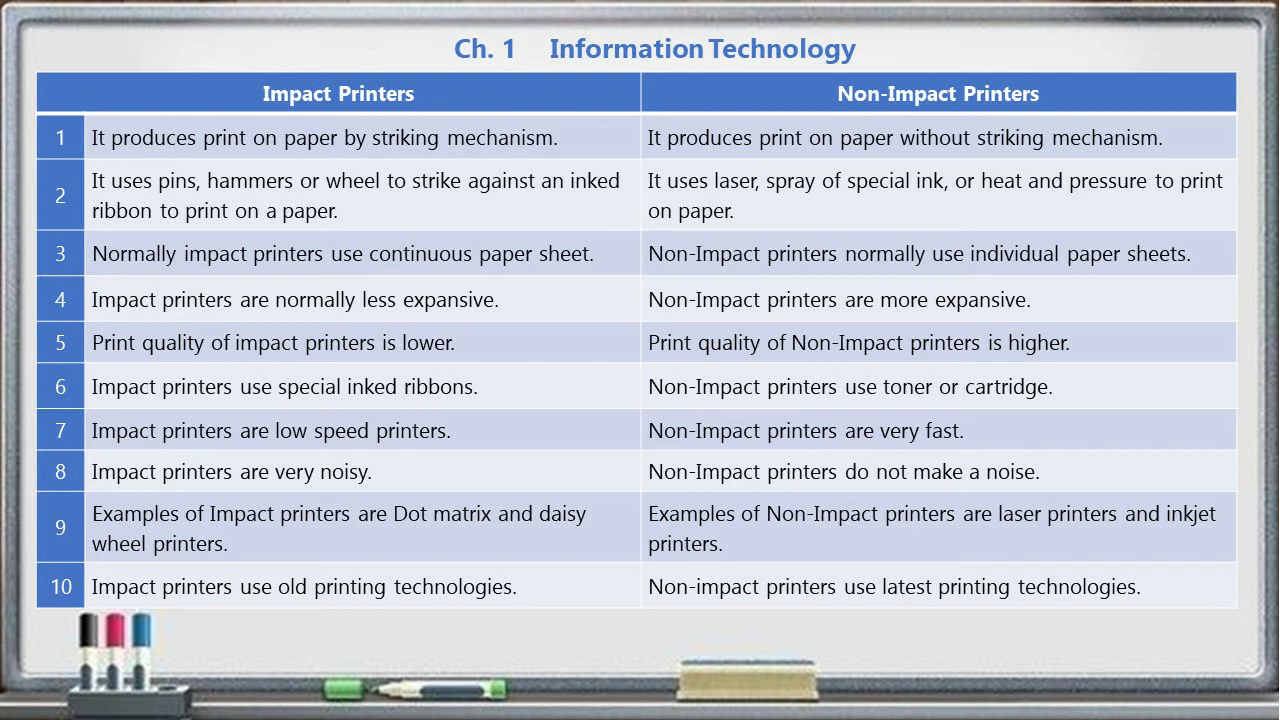 Ch. 1 Information Technology
Impact Printers Non-Impact Printers
1 It produces print on paper by striking mechanism. It produces print on paper without striking mechanism.
2 It uses pins, hammers or wheel to strike against an inked
ribbon to print on a paper.
It uses laser, spray of special ink, or heat and pressure to print
on paper.
3 Normally impact printers use continuous paper sheet. Non-Impact printers normally use individual paper sheets.
4 Impact printers are normally less expansive. Non-Impact printers are more expansive.
5 Print quality of impact printers is lower. Print quality of Non-Impact printers is higher.
6 Impact printers use special inked ribbons. Non-Impact printers use toner or cartridge.
7 Impact printers are low speed printers. Non-Impact printers are very fast.
8 Impact printers are very noisy. Non-Impact printers do not make a noise.
9 Examples of Impact printers are Dot matrix and daisy
wheel printers.
Examples of Non-Impact printers are laser printers and inkjet
printers.
10 Impact printers use old printing technologies. Non-impact printers use latest printing technologies.